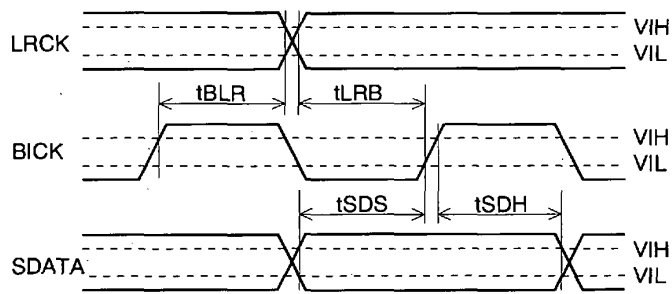 LRCK
VIH
VIL
tBLR
tLRB
BICK
VIH
VIL
tSDS
tSDH
SDATA
VIH
VIL